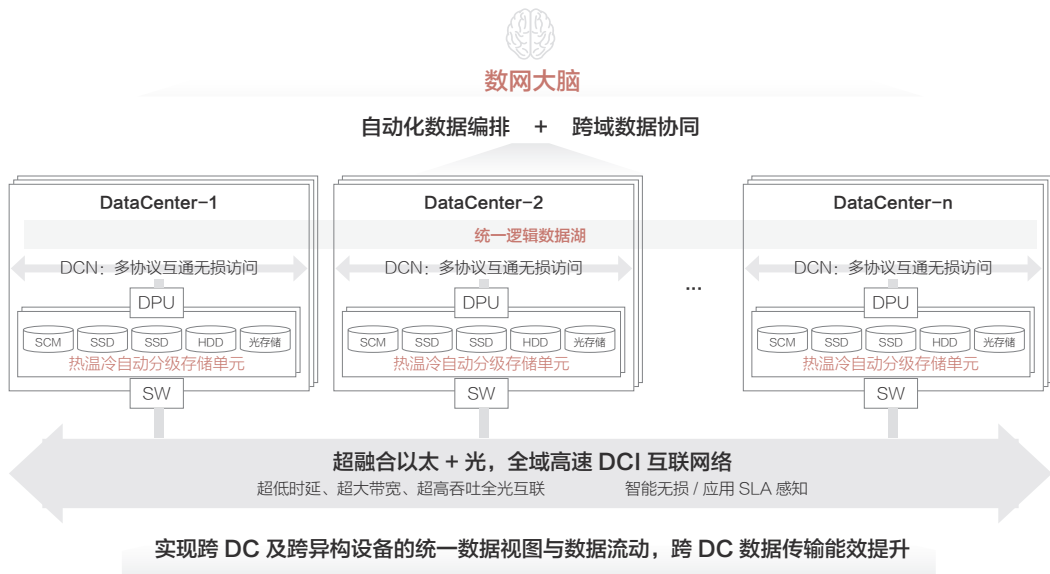 数网大脑
自动化数据编排 + 跨域数据协同
DataCenter-1 DataCenter-2 DataCenter-n
统一逻辑数据湖
DCN：多协议互通无损访问 DCN：多协议互通无损访问 DCN：多协议互通无损访问
...
DPU DPU DPU
SCM SSD SSD HDD 光存储 SCM SSD SSD HDD 光存储 SCM SSD SSD HDD 光存储
热温冷自动分级存储单元 热温冷自动分级存储单元 热温冷自动分级存储单元
SW SW SW
超融合以太 + 光，全域高速 DCI 互联网络
超低时延、超大带宽、超高吞吐全光互联 智能无损 / 应用 SLA 感知
实现跨 DC 及跨异构设备的统一数据视图与数据流动，跨 DC 数据传输能效提升